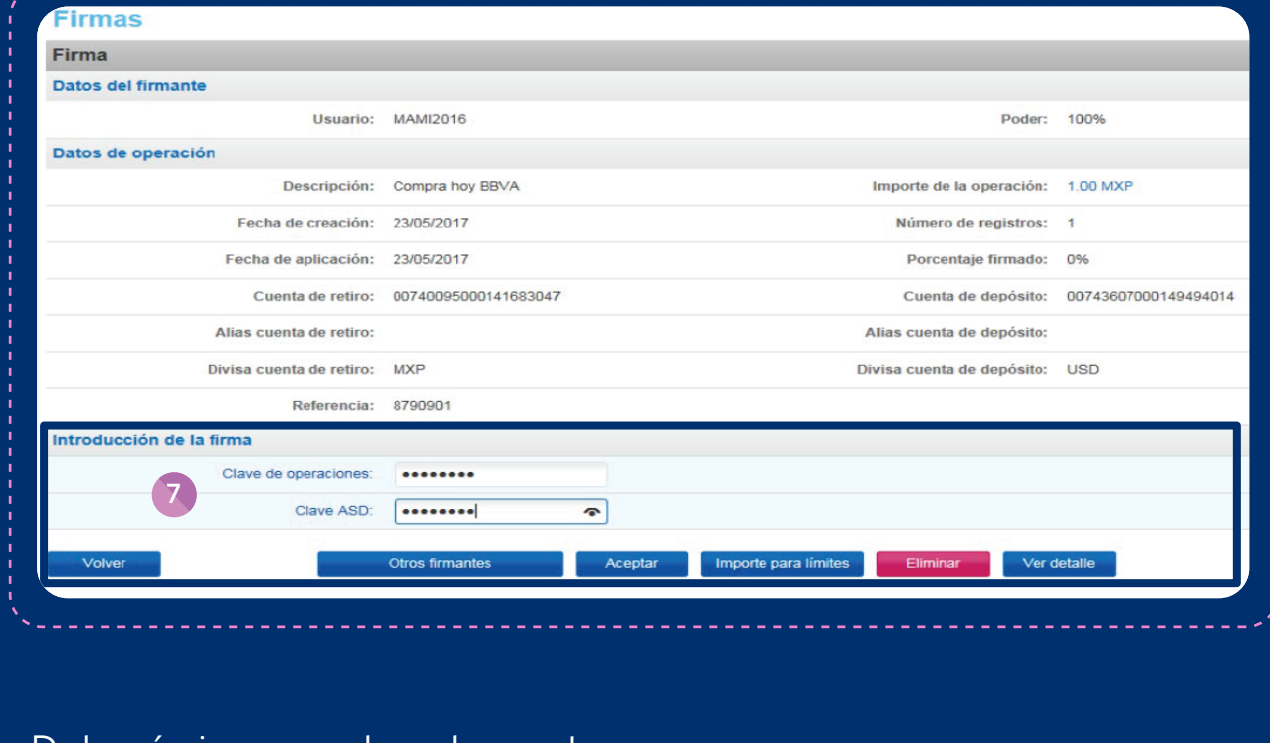 Firmas
Firma
Datos del firmante
Usuario: MAMI2016 Poder: 100%
Datos de operación
Descripción: Compra hoy BBVA Importe de la operación: 1.00 MXP
Fecha de creación: 23/05/2017 Número de registros: 1
Fecha de aplicación: 23/05/2017 Porcentaje firmado: 0%
Cuenta de retiro: 00740095000141683047 Cuenta de depósito: 00743607000149494014
Alias cuenta de retiro: Alias cuenta de depósito:
Divisa cuenta de retiro: MXP Divisa cuenta de depósito: USD
Referencia: 8790901
Introducción de la firma
Clave de operaciones: ••••••••
7
Clave ASD: ••••••••
Volver Otros firmantes Aceptar Importe para límites Eliminar Ver detalle